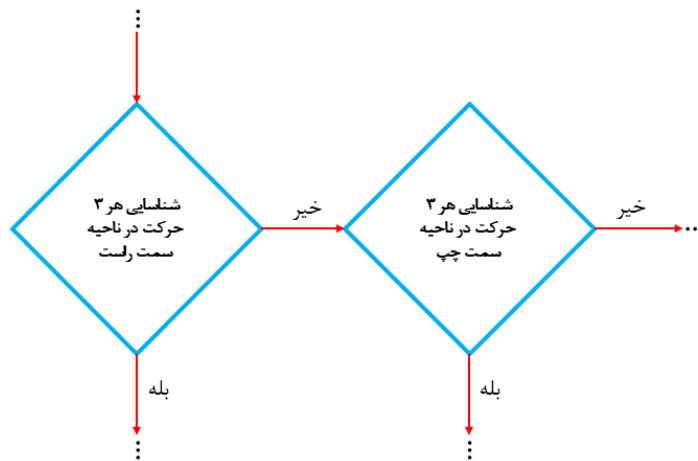 شناسایی هر ۳
حرکت در ناحیه
سمت راست
خیر
شناسایی هر ۳
حرکت در ناحیه
سمت چپ
خیر
بله
بله